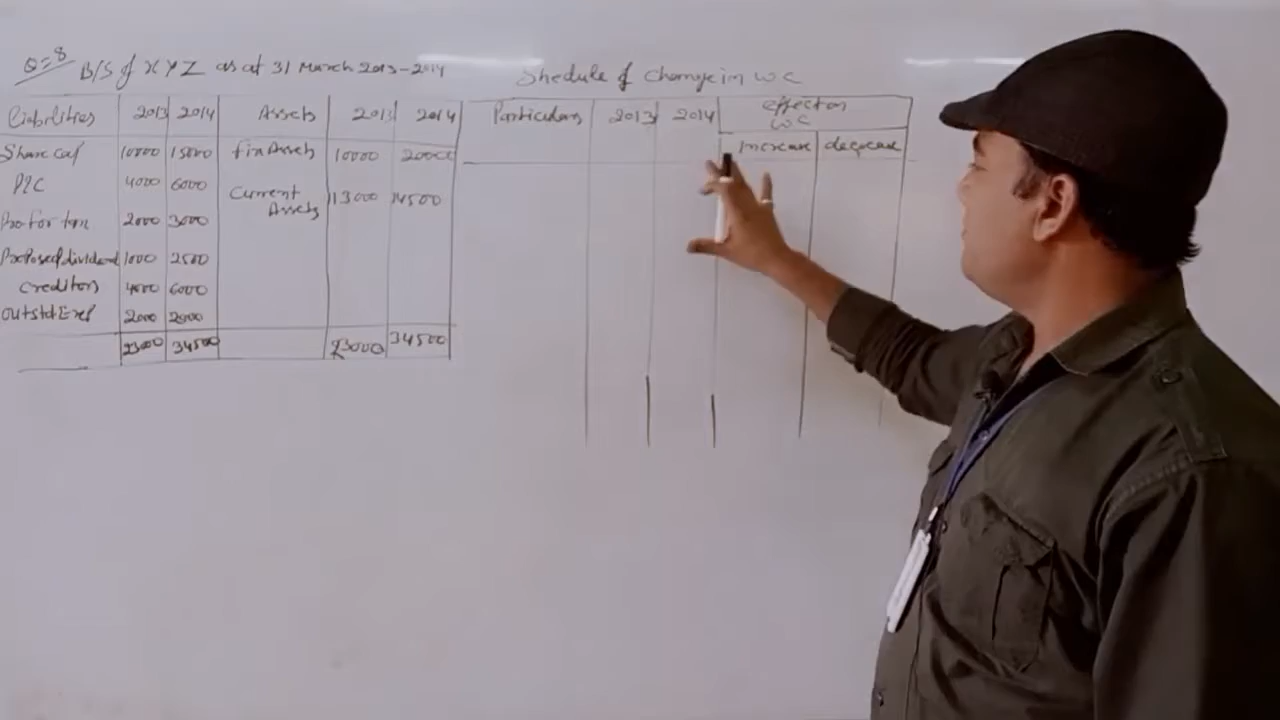 Q=8 B/S of X Y Z as at 31 March 2013-2014
Liabilities 2013 2014 Assets 2013 2014
Share cap 10000 15000 fix Assets 10000 20000
P/L 4000 6000 Current Assets 13000 14500
Pro for tax 2000 3000
Proposed dividend 1000 2500
creditors 4000 6000
outstd Exp 2000 2000
23000 34500 23000 34500
Shedule of Change in WC
Particulars 2013 2014 effect on WC
increase decrease